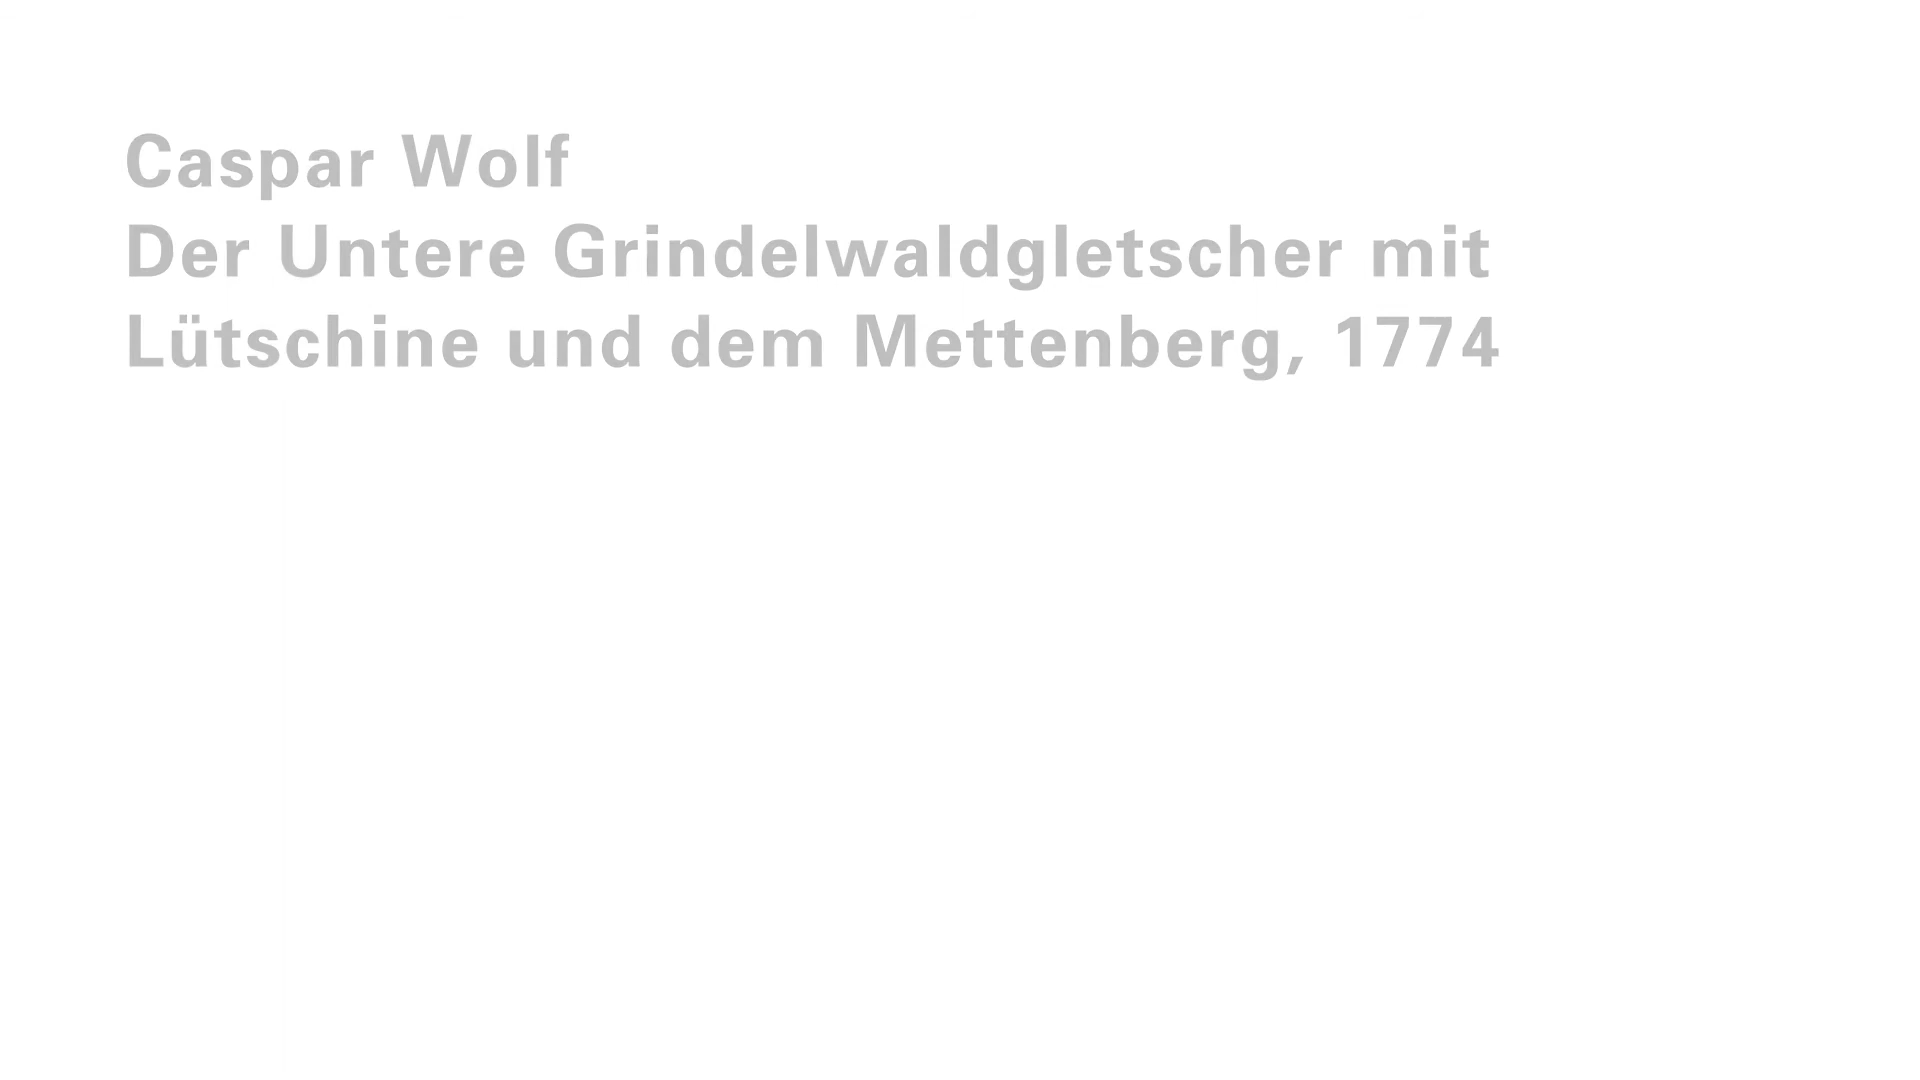 Caspar Wolf
Der Untere Grindelwaldgletscher mit
Lütschine und dem Mettenberg, 1774